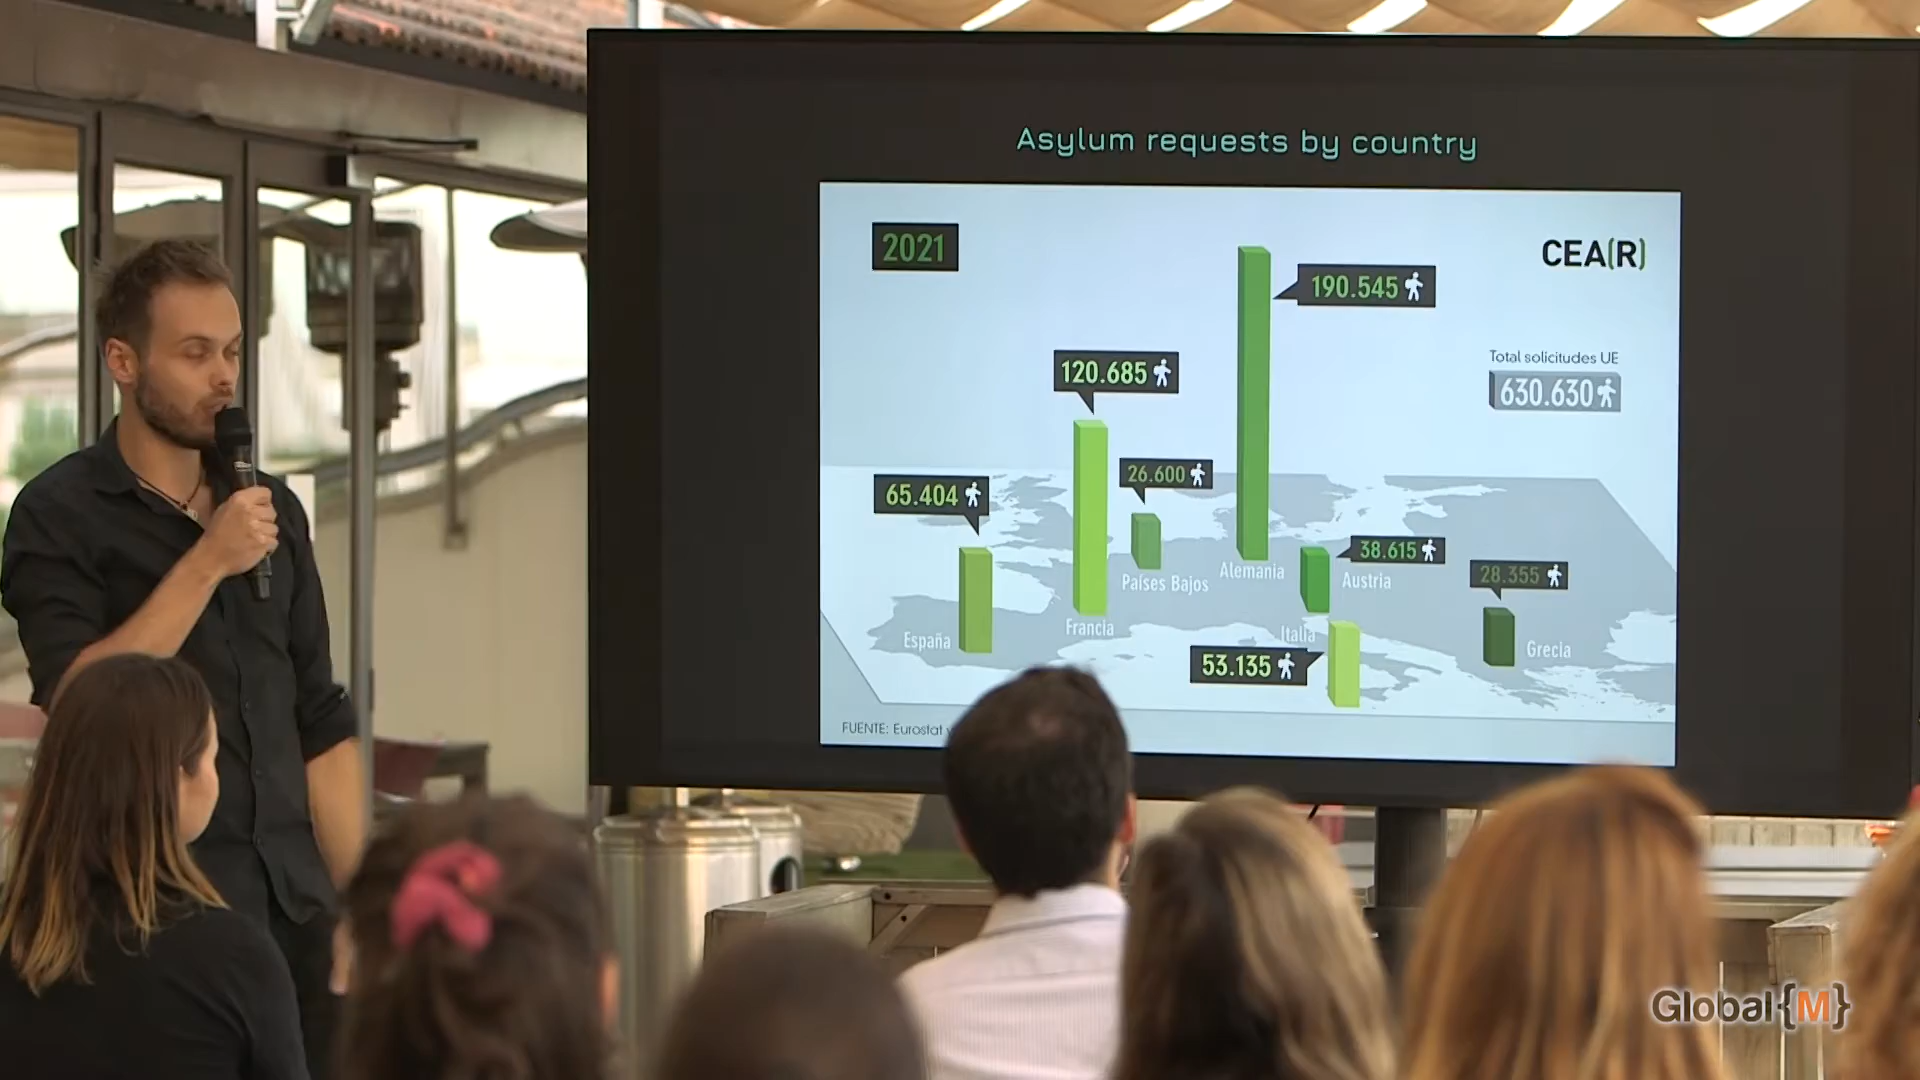 Asylum requests by country
2021
CEA(R)
190.545
Total solicitudes UE
630.630
120.685
26.600
65.404
38.615
28.355
Países Bajos
Alemania
Austria
Francia
España
Italia
Grecia
53.135
FUENTE: Eurostat
Global{M}